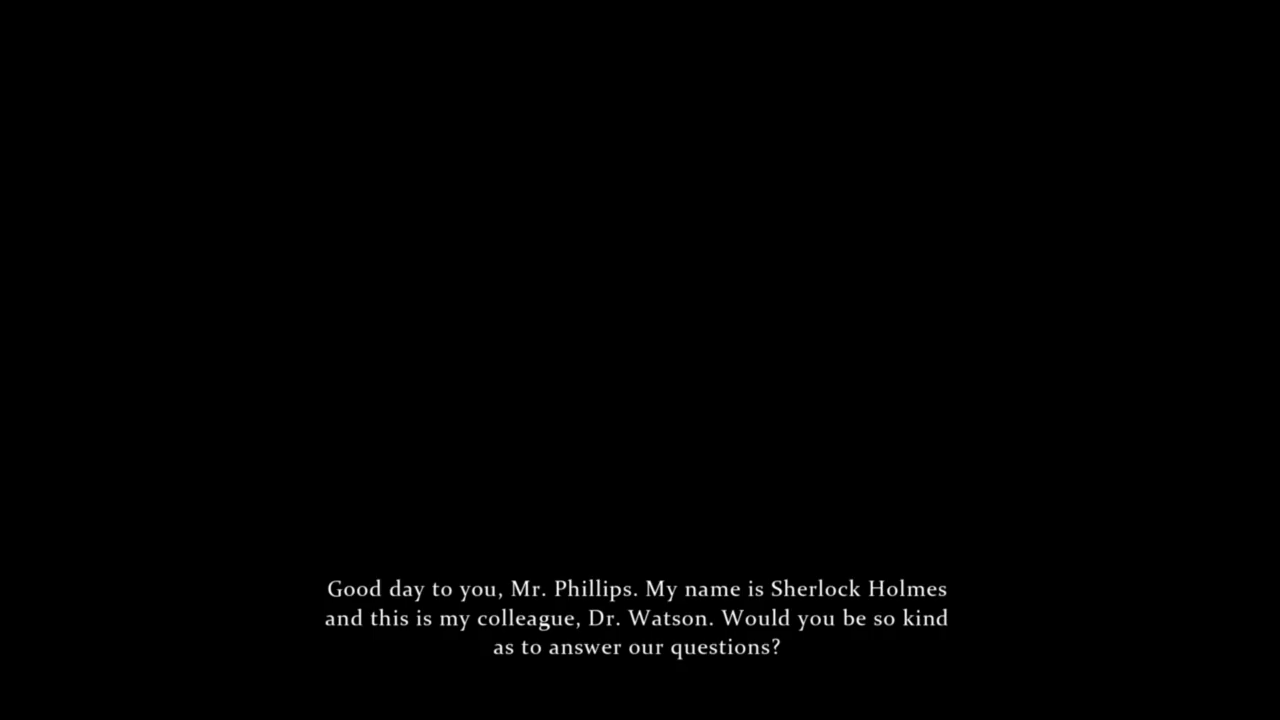 Good day to you, Mr. Phillips. My name is Sherlock Holmes
and this is my colleague, Dr. Watson. Would you be so kind
as to answer our questions?